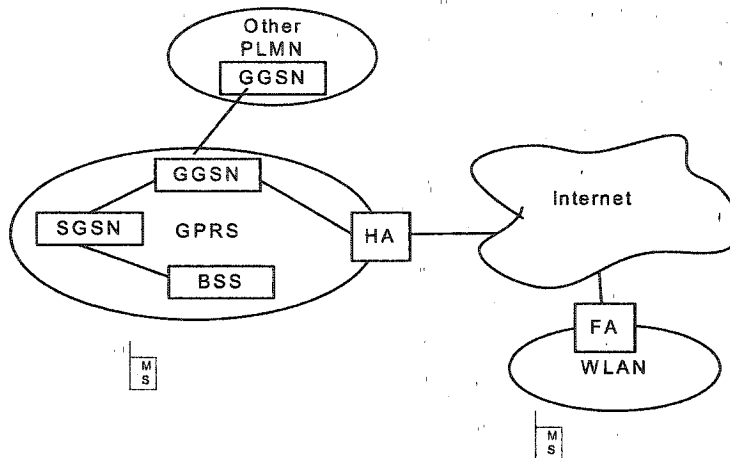 Other
PLMN
GGSN
GGSN
SGSN
GPRS
BSS
HA
Internet
FA
WLAN
M
S
M
S